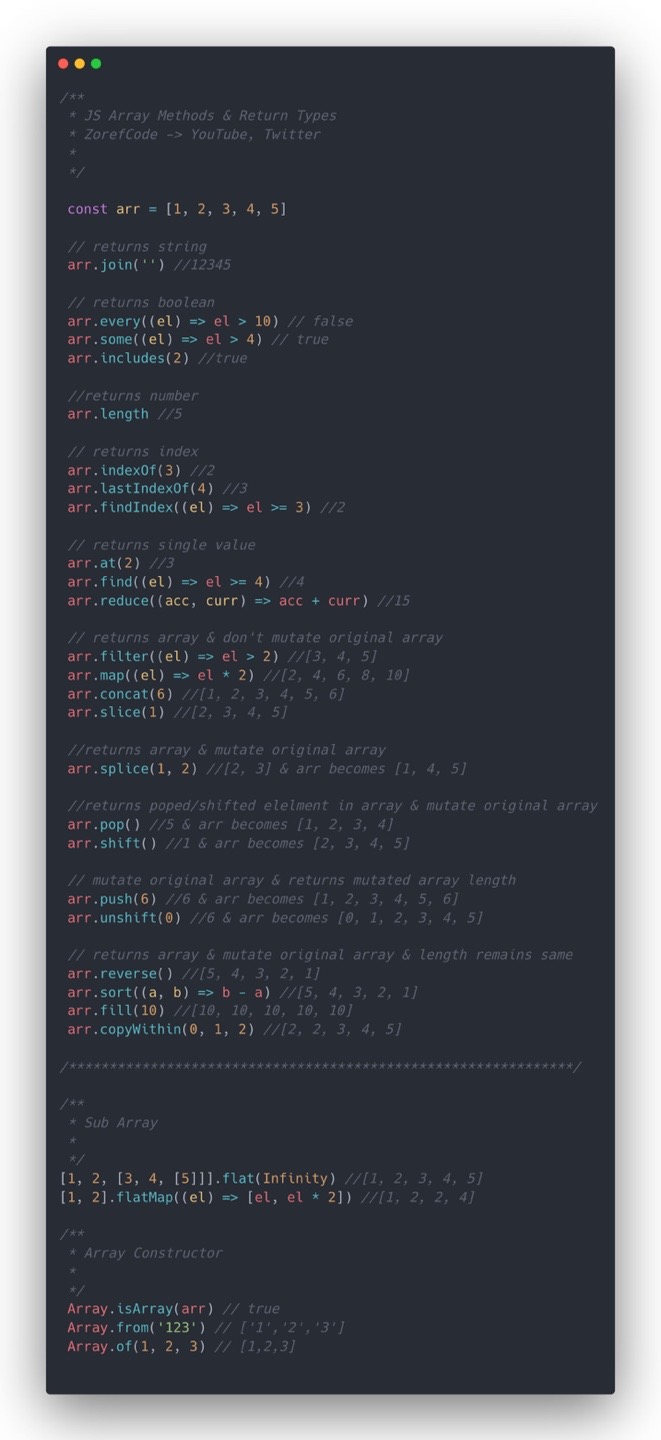 /**
 * JS Array Methods & Return Types
 * ZorefCode -> YouTube, Twitter
 *
 */
const arr = [1, 2, 3, 4, 5]
// returns string
arr.join('') //12345
// returns boolean
arr.every((el) => el > 10) // false
arr.some((el) => el > 4) // true
arr.includes(2) //true
//returns number
arr.length //5
// returns index
arr.indexOf(3) //2
arr.lastIndexOf(4) //3
arr.findIndex((el) => el >= 3) //2
// returns single value
arr.at(2) //3
arr.find((el) => el >= 4) //4
arr.reduce((acc, curr) => acc + curr) //15
// returns array & don't mutate original array
arr.filter((el) => el > 2) //[3, 4, 5]
arr.map((el) => el * 2) //[2, 4, 6, 8, 10]
arr.concat(6) //[1, 2, 3, 4, 5, 6]
arr.slice(1) //[2, 3, 4, 5]
//returns array & mutate original array
arr.splice(1, 2) //[2, 3] & arr becomes [1, 4, 5]
//returns poped/shifted elelment in array & mutate original array
arr.pop() //5 & arr becomes [1, 2, 3, 4]
arr.shift() //1 & arr becomes [2, 3, 4, 5]
// mutate original array & returns mutated array length
arr.push(6) //6 & arr becomes [1, 2, 3, 4, 5, 6]
arr.unshift(0) //6 & arr becomes [0, 1, 2, 3, 4, 5]
// returns array & mutate original array & length remains same
arr.reverse() //[5, 4, 3, 2, 1]
arr.sort((a, b) => b - a) //[5, 4, 3, 2, 1]
arr.fill(10) //[10, 10, 10, 10, 10]
arr.copyWithin(0, 1, 2) //[2, 2, 3, 4, 5]
/**************************************************************/
/**
 * Sub Array
 *
 */
[1, 2, [3, 4, [5]]].flat(Infinity) //[1, 2, 3, 4, 5]
[1, 2].flatMap((el) => [el, el * 2]) //[1, 2, 2, 4]
/**
 * Array Constructor
 *
 */
Array.isArray(arr) // true
Array.from('123') // ['1','2','3']
Array.of(1, 2, 3) // [1,2,3]